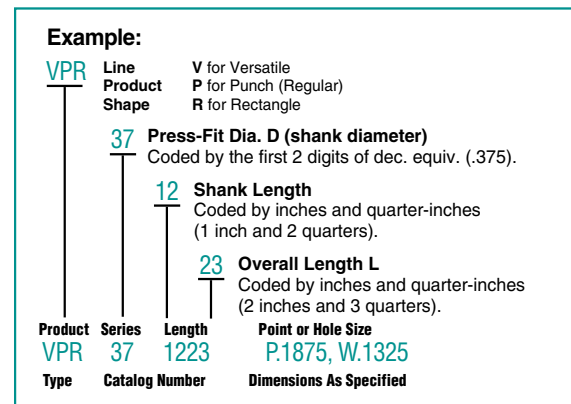 Example:
VPR Line V for Versatile
Product P for Punch (Regular)
Shape R for Rectangle
37 Press-Fit Dia. D (shank diameter)
Coded by the first 2 digits of dec. equiv. (.375).
12 Shank Length
Coded by inches and quarter-inches
(1 inch and 2 quarters).
23 Overall Length L
Coded by inches and quarter-inches
(2 inches and 3 quarters).
Product Series Length Point or Hole Size
VPR 37 1223 P.1875, W.1325
Type Catalog Number Dimensions As Specified